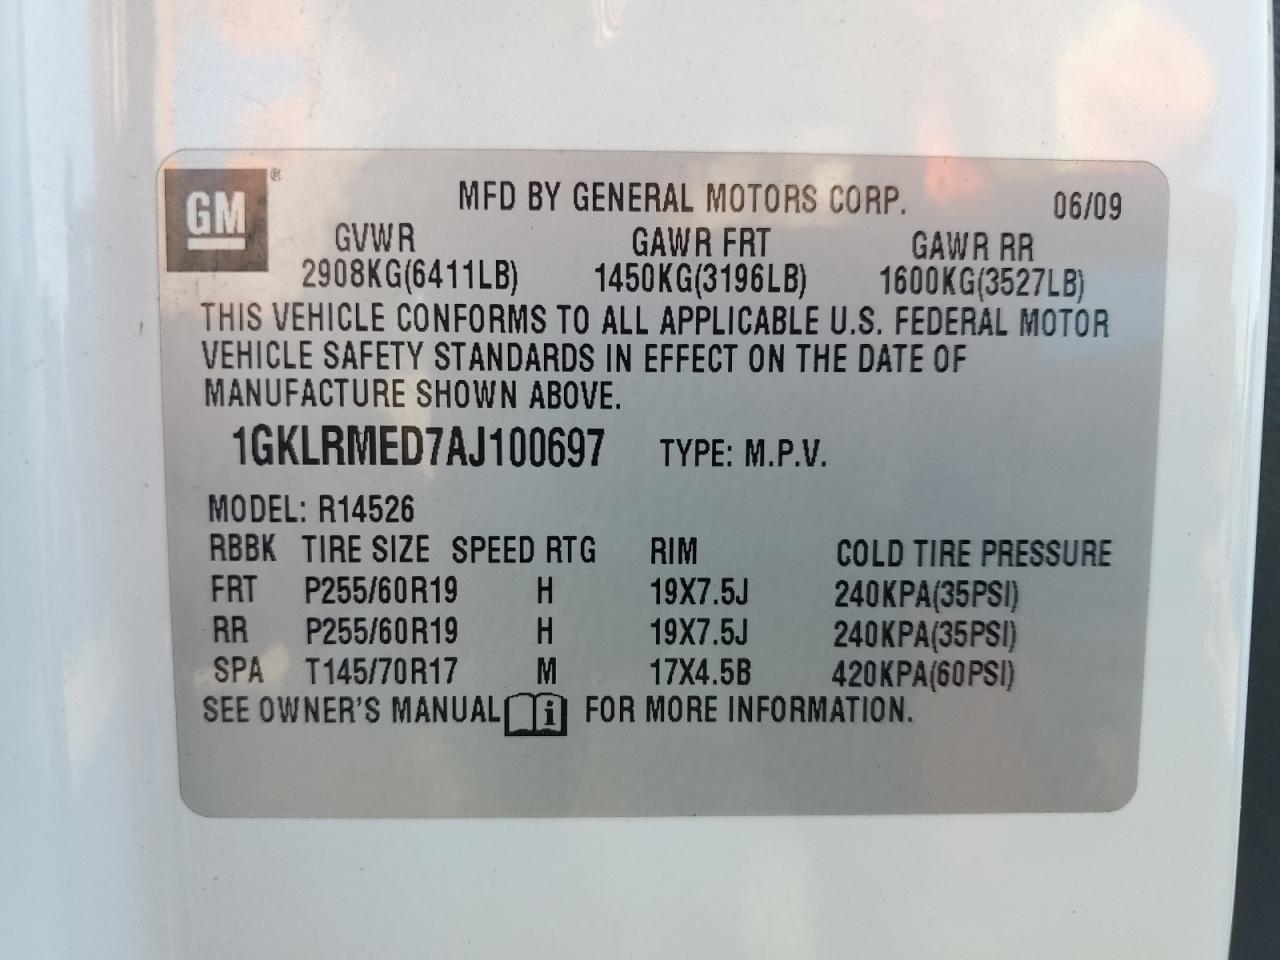 GM ®
MFD BY GENERAL MOTORS CORP. 06/09
GVWR GAWR FRT GAWR RR
2908KG(6411LB) 1450KG(3196LB) 1600KG(3527LB)
THIS VEHICLE CONFORMS TO ALL APPLICABLE U.S. FEDERAL MOTOR
VEHICLE SAFETY STANDARDS IN EFFECT ON THE DATE OF
MANUFACTURE SHOWN ABOVE.
1GKLRMED7AJ100697 TYPE: M.P.V.
MODEL: R14526
RBBK TIRE SIZE SPEED RTG RIM COLD TIRE PRESSURE
FRT P255/60R19 H 19X7.5J 240KPA(35PSI)
RR P255/60R19 H 19X7.5J 240KPA(35PSI)
SPA T145/70R17 M 17X4.5B 420KPA(60PSI)
SEE OWNER'S MANUAL i FOR MORE INFORMATION.